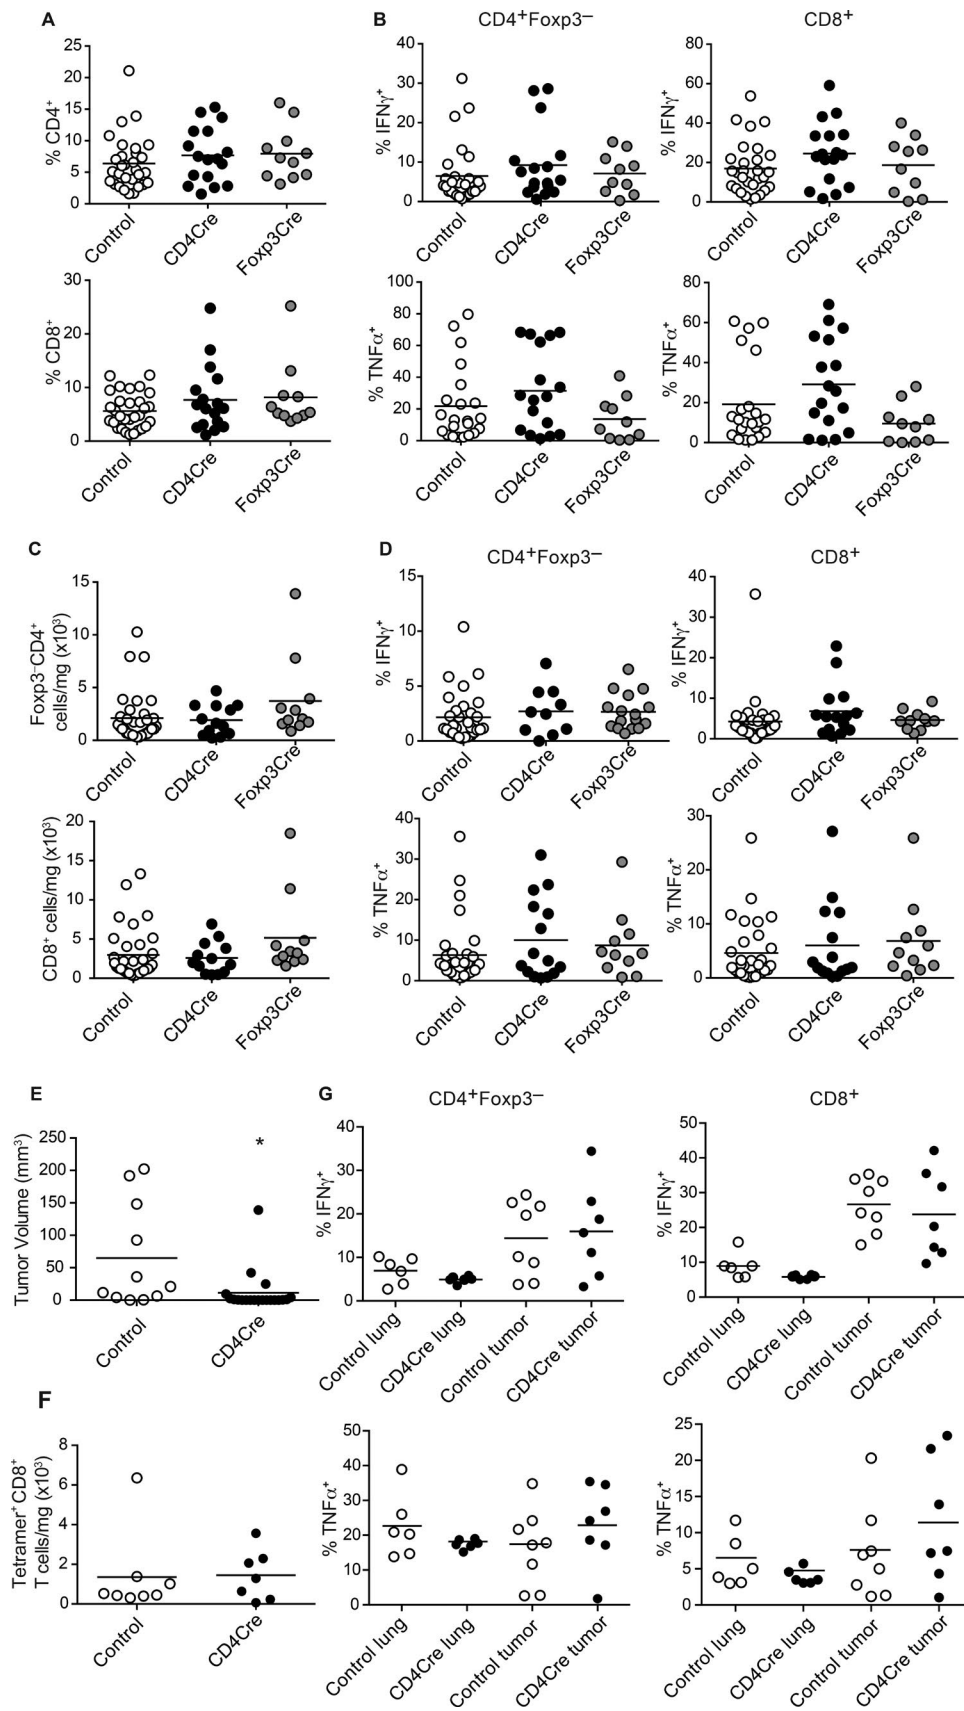 A
B
CD4⁺Foxp3⁻
CD8⁺
% CD4⁺
25
20
15
10
5
0
Control
CD4Cre
Foxp3Cre
% IFNγ⁺
40
30
20
10
0
Control
CD4Cre
Foxp3Cre
% IFNγ⁺
80
60
40
20
0
Control
CD4Cre
Foxp3Cre
% CD8⁺
30
20
10
0
Control
CD4Cre
Foxp3Cre
% TNFα⁺
100
80
60
40
20
0
Control
CD4Cre
Foxp3Cre
% TNFα⁺
80
60
40
20
0
Control
CD4Cre
Foxp3Cre
C
D
CD4⁺Foxp3⁻
CD8⁺
Foxp3⁻CD4⁺
cells/mg (x10³)
15
10
5
0
Control
CD4Cre
Foxp3Cre
% IFNγ⁺
15
10
5
0
Control
CD4Cre
Foxp3Cre
% IFNγ⁺
40
30
20
10
0
Control
CD4Cre
Foxp3Cre
CD8⁺ cells/mg (x10³)
20
15
10
5
0
Control
CD4Cre
Foxp3Cre
% TNFα⁺
40
30
20
10
0
Control
CD4Cre
Foxp3Cre
% TNFα⁺
30
20
10
0
Control
CD4Cre
Foxp3Cre
E
G
CD4⁺Foxp3⁻
CD8⁺
Tumor Volume (mm³)
250
200
150
100
50
0
*
Control
CD4Cre
% IFNγ⁺
40
30
20
10
0
Control lung
CD4Cre lung
Control tumor
CD4Cre tumor
% IFNγ⁺
50
40
30
20
10
0
Control lung
CD4Cre lung
Control tumor
CD4Cre tumor
F
Tetramer⁺CD8⁺
T cells/mg (x10³)
8
6
4
2
0
Control
CD4Cre
% TNFα⁺
50
40
30
20
10
0
Control lung
CD4Cre lung
Control tumor
CD4Cre tumor
% TNFα⁺
25
20
15
10
5
0
Control lung
CD4Cre lung
Control tumor
CD4Cre tumor